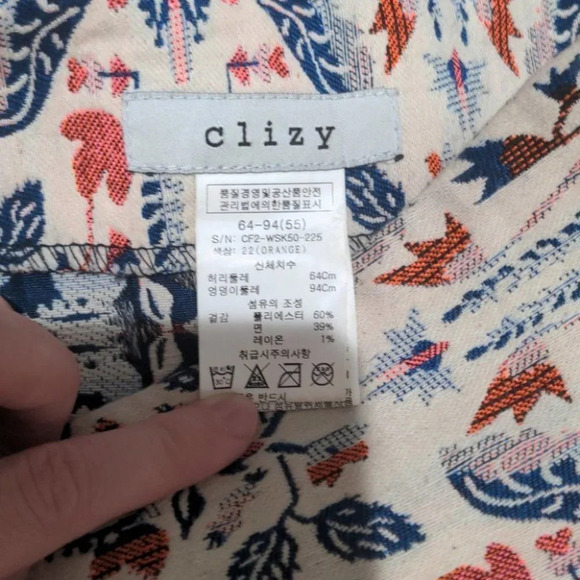 clizy
품질경영및공산품안전
관리법에의한품질표시
64-94(55)
S/N: CF2-WSK50-225
색상: 22(ORANGE)
신체치수
허리둘레 64Cm
엉덩이둘레 94Cm
섬유의 조성
겉감 폴리에스터 60%
면 39%
레이온 1%
취급시주의사항
반드시